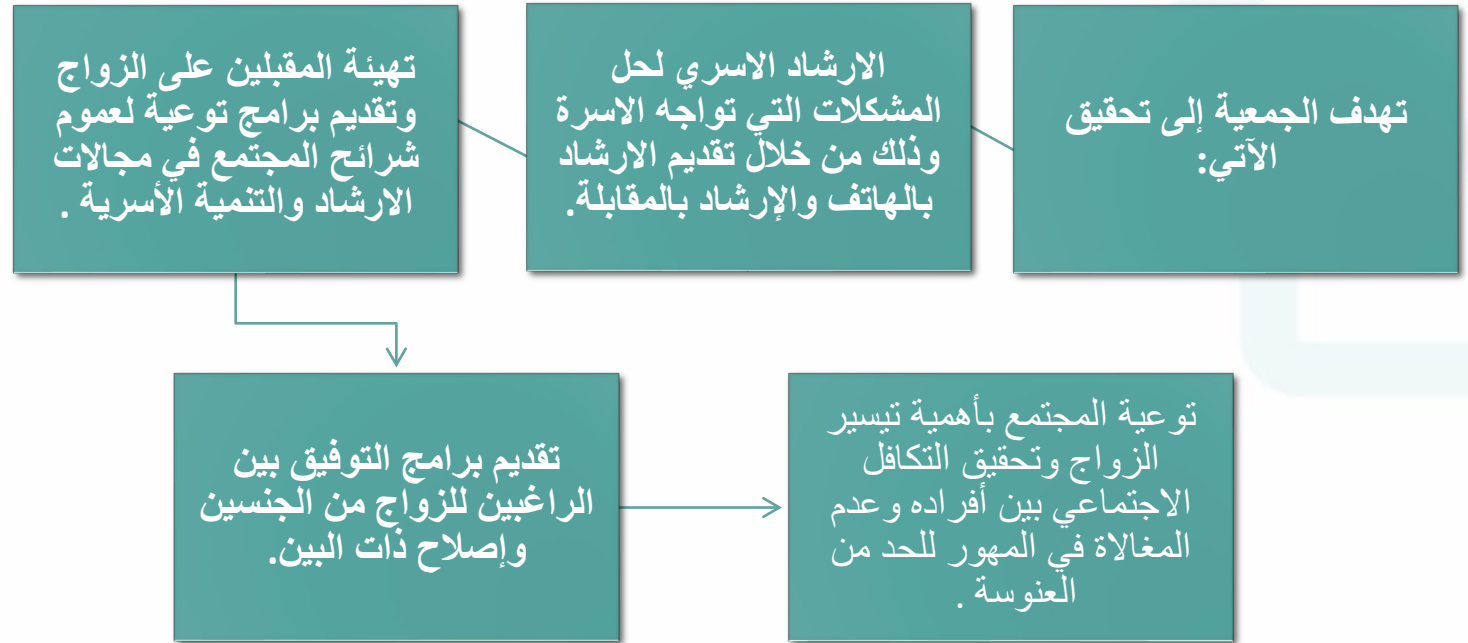 تهدف الجمعية إلى تحقيق
الآتي:
الارشاد الاسري لحل
المشكلات التي تواجه الاسرة
وذلك من خلال تقديم الارشاد
بالهاتف والإرشاد بالمقابلة.
تهيئة المقبلين على الزواج
وتقديم برامج توعية لعموم
شرائح المجتمع في مجالات
الارشاد والتنمية الأسرية .
تقديم برامج التوفيق بين
الراغبين للزواج من الجنسين
وإصلاح ذات البين.
توعية المجتمع بأهمية تيسير
الزواج وتحقيق التكافل
الاجتماعي بين أفراده وعدم
المغالاة في المهور للحد من
العنوسة .